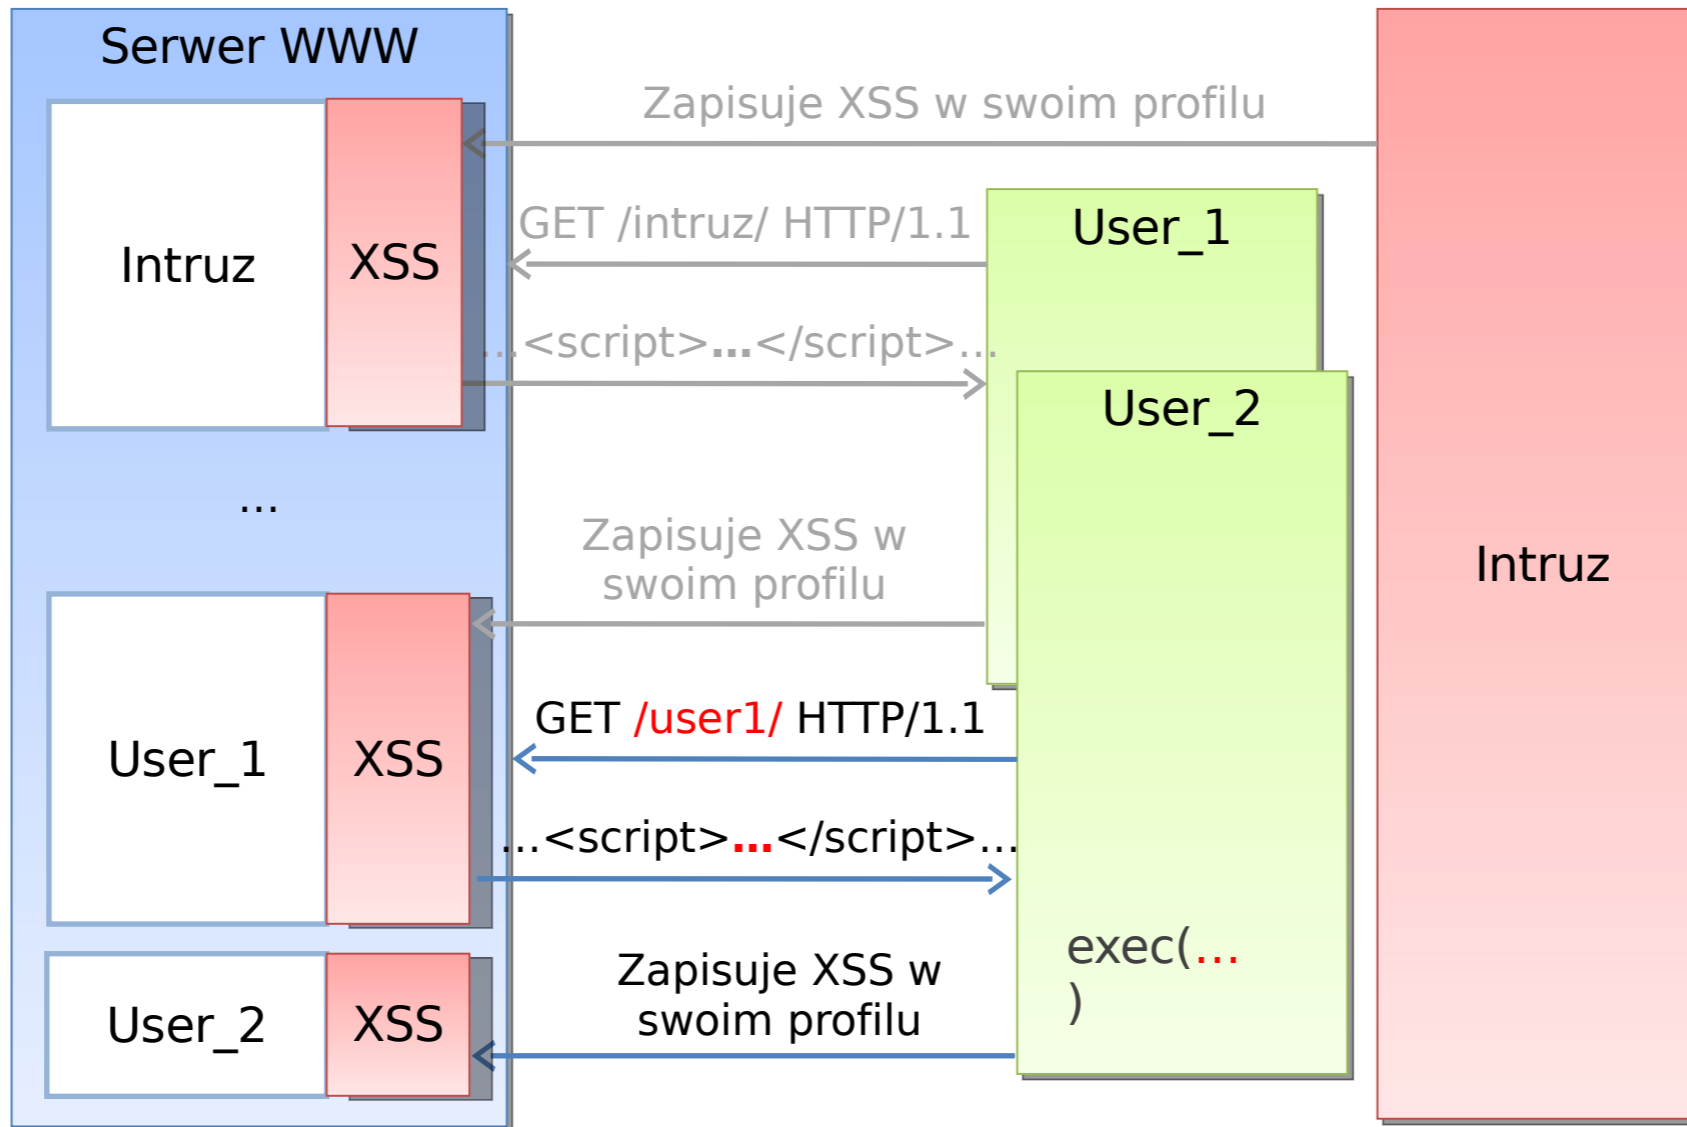 Serwer WWW
Zapisuje XSS w swoim profilu
GET /intruz/ HTTP/1.1
User_1
Intruz
XSS
...<script>...</script>...
User_2
...
Zapisuje XSS w
swoim profilu
Intruz
GET /user1/ HTTP/1.1
User_1
XSS
...<script>...</script>...
exec(...
)
Zapisuje XSS w
swoim profilu
User_2
XSS